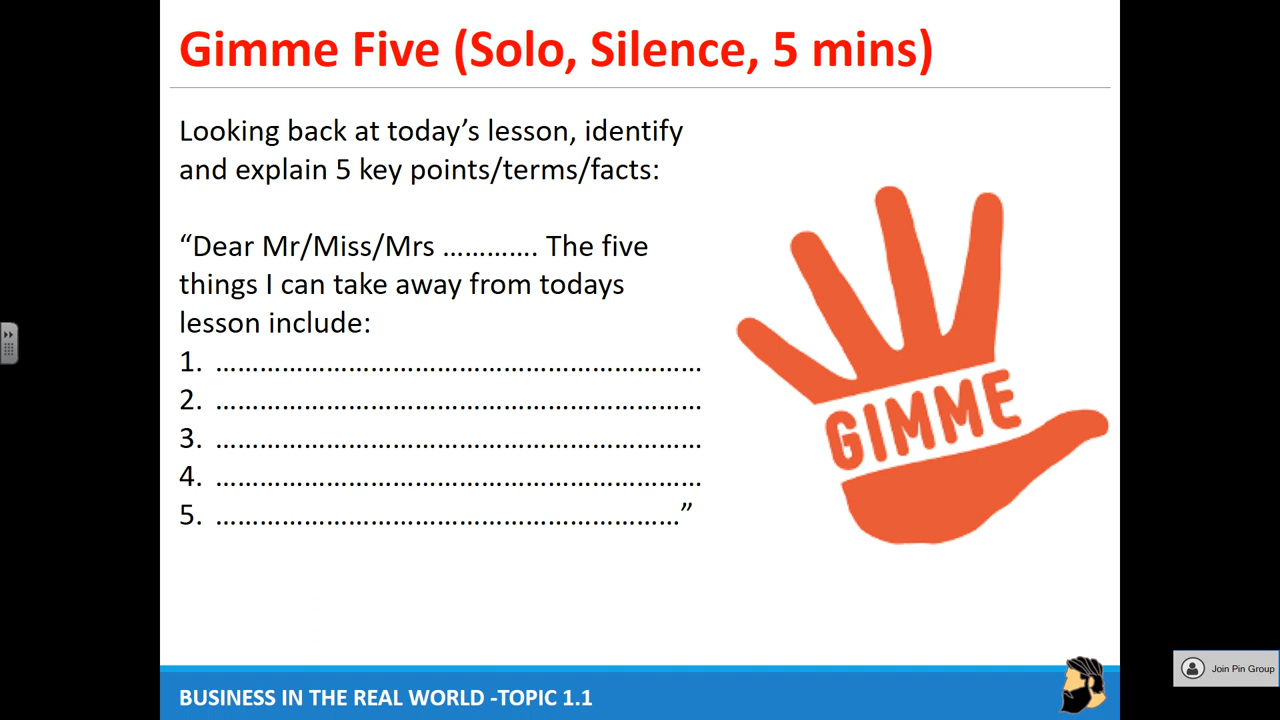 Gimme Five (Solo, Silence, 5 mins)
Looking back at today’s lesson, identify
and explain 5 key points/terms/facts:
“Dear Mr/Miss/Mrs …………. The five
things I can take away from todays
lesson include:
1. …………………………………………………………
2. …………………………………………………………
3. …………………………………………………………
4. …………………………………………………………
5. ………………………………………………………”
GIMME
BUSINESS IN THE REAL WORLD -TOPIC 1.1
Join Pin Group